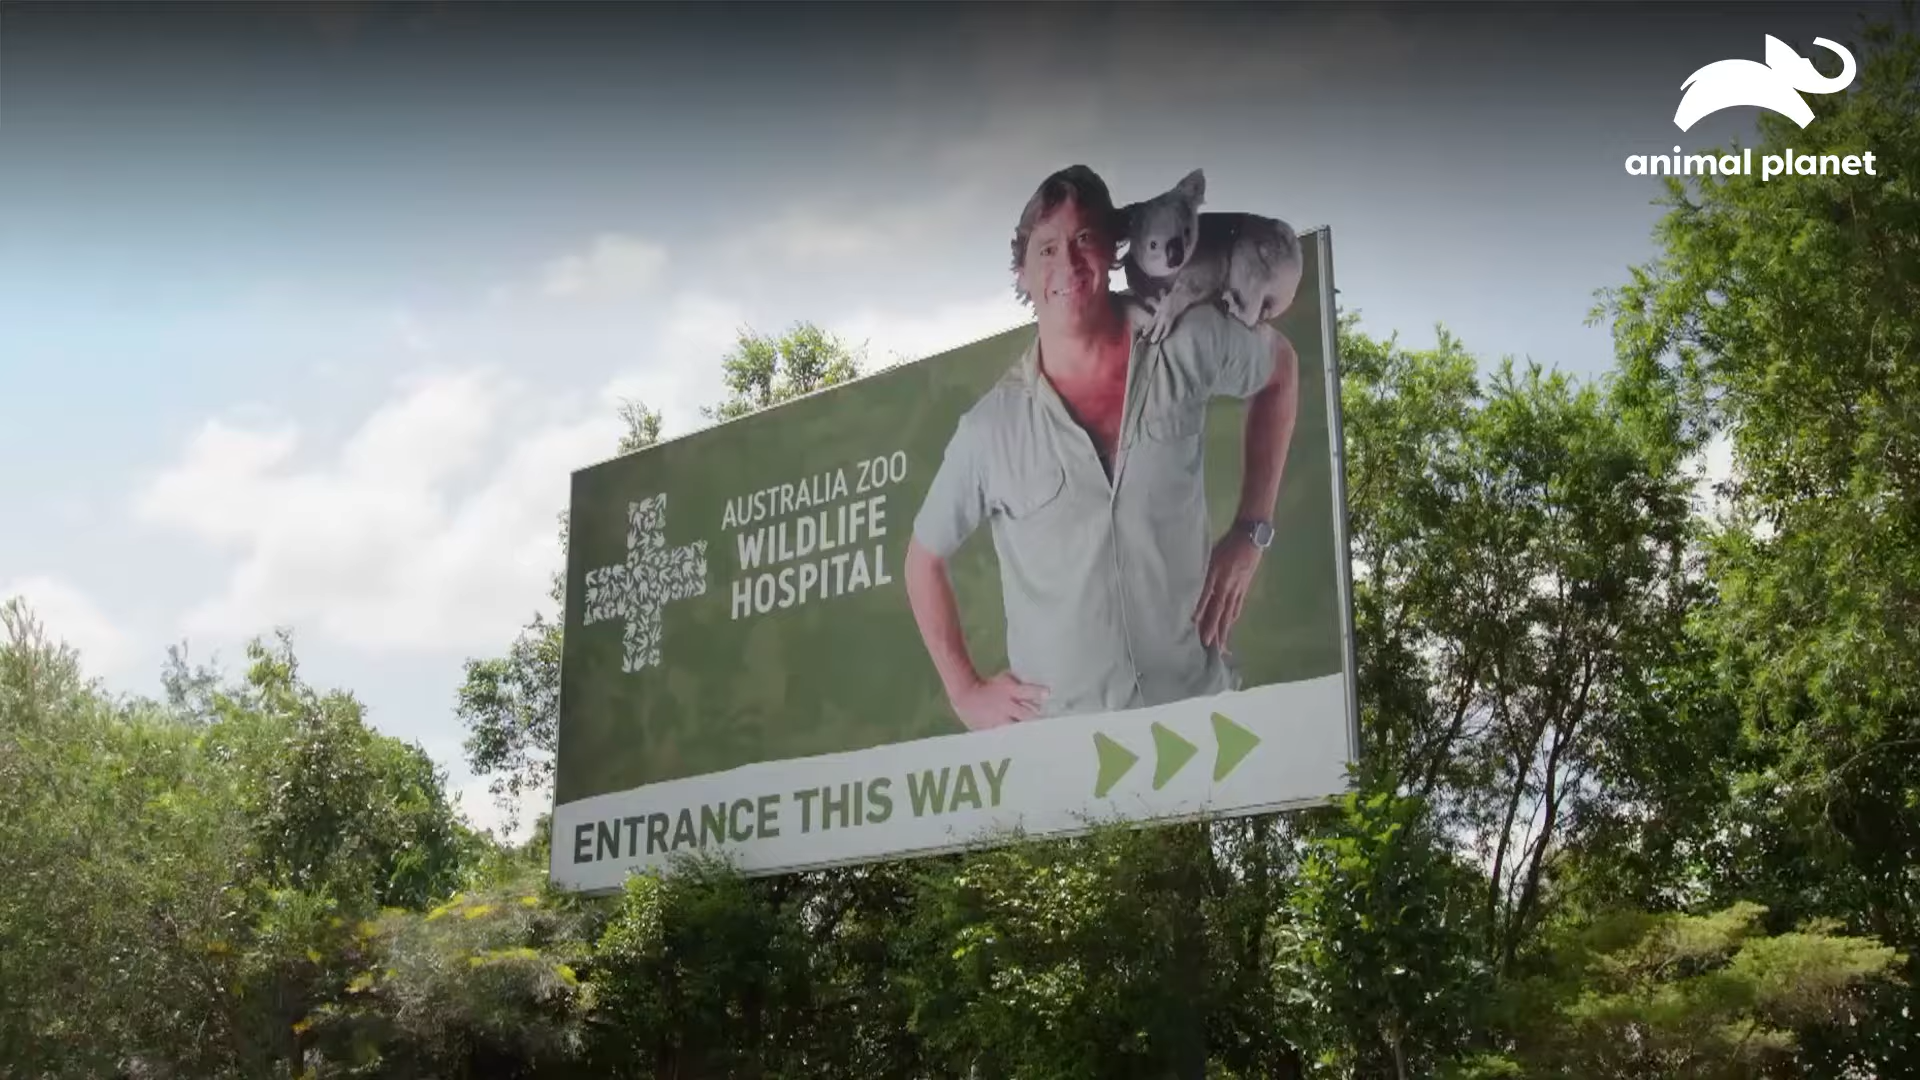 animal planet
AUSTRALIA ZOO
WILDLIFE
HOSPITAL
ENTRANCE THIS WAY